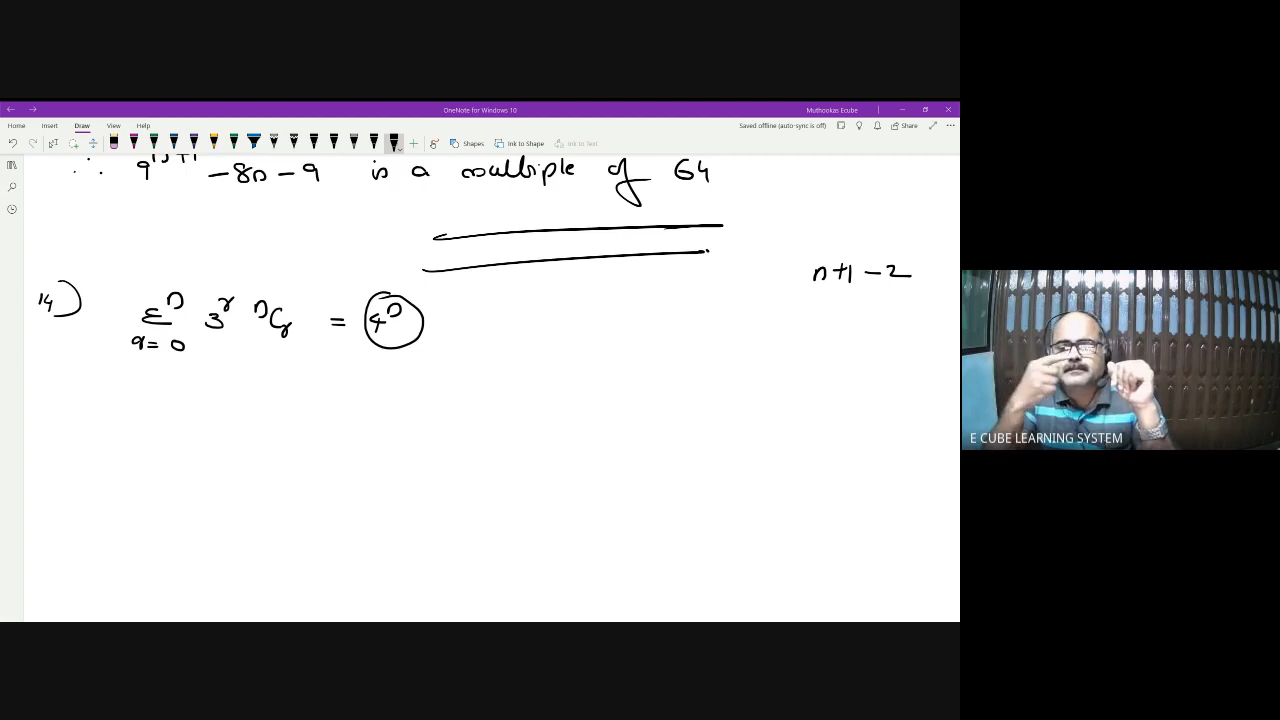 OneNote for Windows 10
Muthookas Ecube
Home Insert Draw View Help
Saved offline (auto-sync is off)
Share
Shapes
Ink to Shape
Ink to Text
∴ 9ⁿ⁺¹ – 8n – 9 is a multiple of 64
n+1 – 2
14) Σⁿ 3ʳ ⁿCᵣ = 4ⁿ
r = 0
E CUBE LEARNING SYSTEM